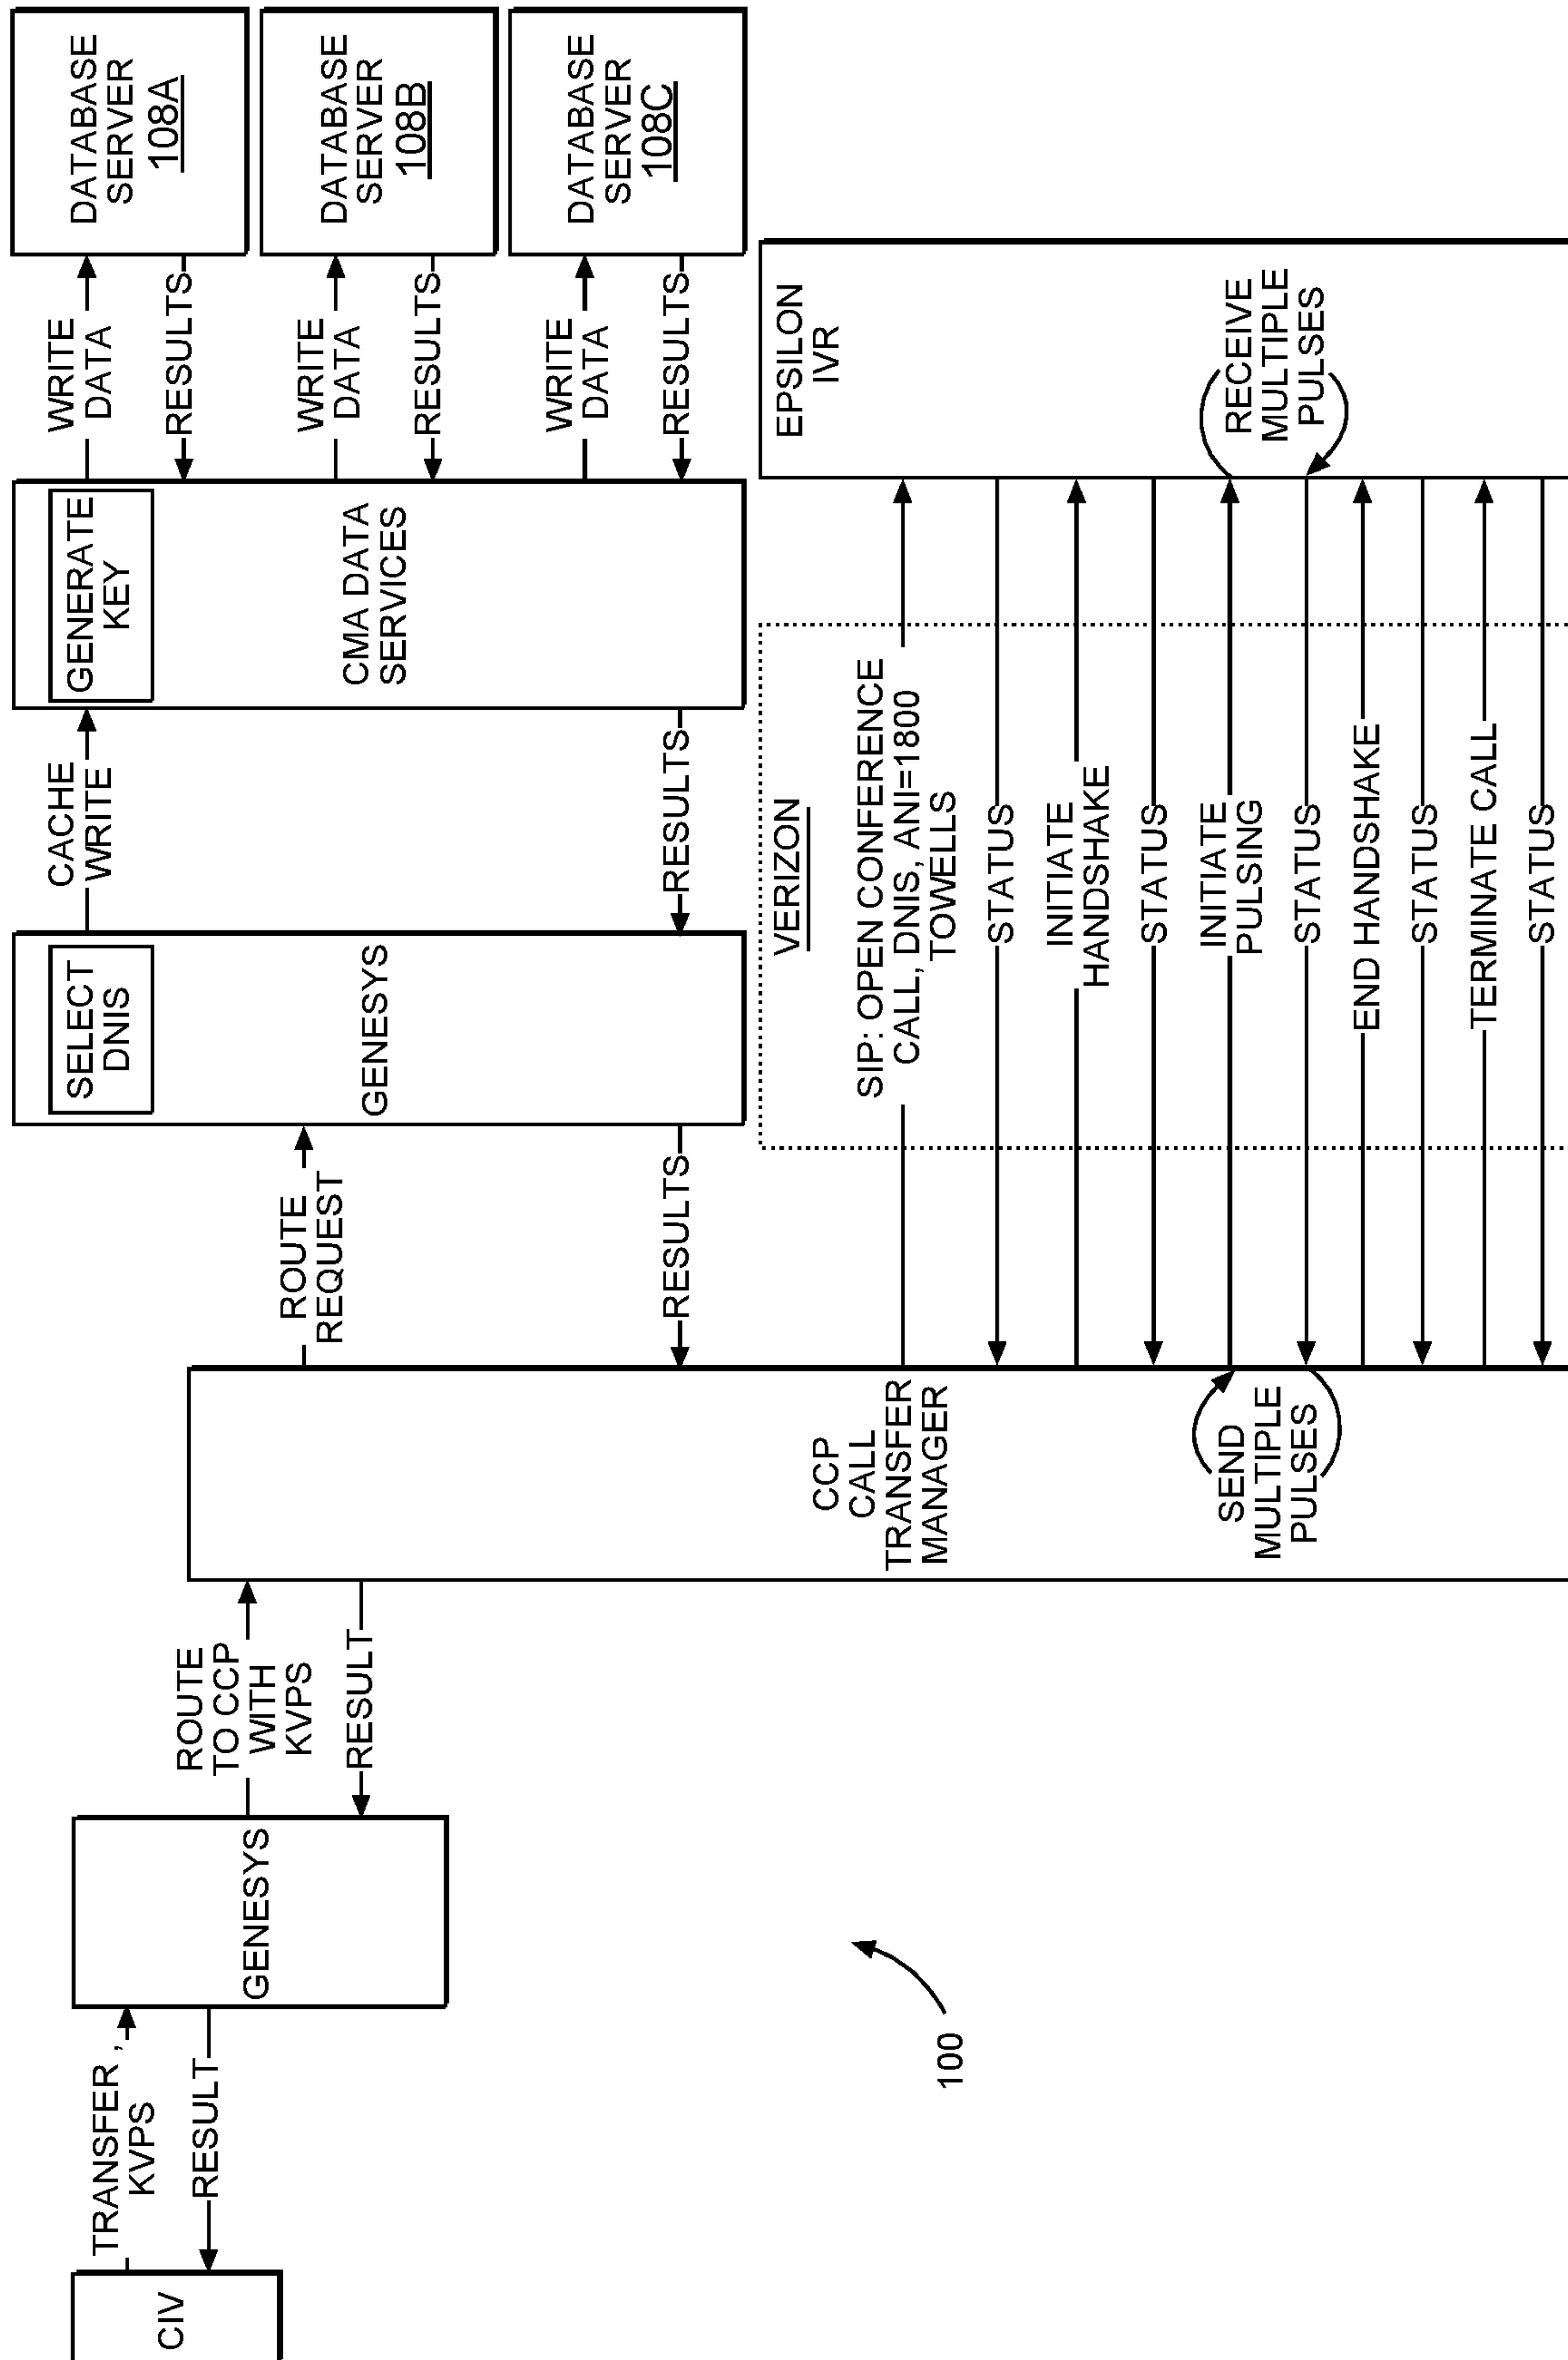 CIV
TRANSFER,
KVPS
RESULT
GENESYS
ROUTE
TO CCP
WITH
KVPS
RESULT
CCP
CALL
TRANSFER
MANAGER
SEND
MULTIPLE
PULSES
ROUTE
REQUEST
RESULTS
SELECT
DNIS
GENESYS
CACHE
WRITE
RESULTS
GENERATE
KEY
CMA DATA
SERVICES
WRITE
DATA
RESULTS
WRITE
DATA
RESULTS
WRITE
DATA
RESULTS
DATABASE
SERVER
108A
DATABASE
SERVER
108B
DATABASE
SERVER
108C
VERIZON
SIP: OPEN CONFERENCE
CALL, DNIS, ANI=1800
TOWELLS
STATUS
INITIATE
HANDSHAKE
STATUS
INITIATE
PULSING
STATUS
END HANDSHAKE
STATUS
TERMINATE CALL
STATUS
EPSILON
IVR
RECEIVE
MULTIPLE
PULSES
100